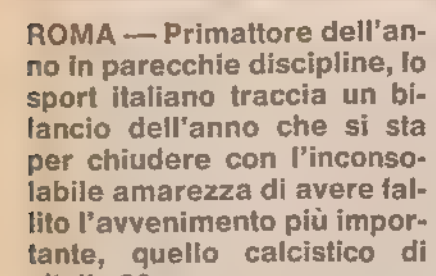 ROMA — Primattore dell'an-
no in parecchie discipline, lo
sport italiano traccia un bi-
lancio dell'anno che si sta
per chiudere con l'inconso-
labile amarezza di avere fal-
lito l'avvenimento più impor-
tante, quello calcistico di